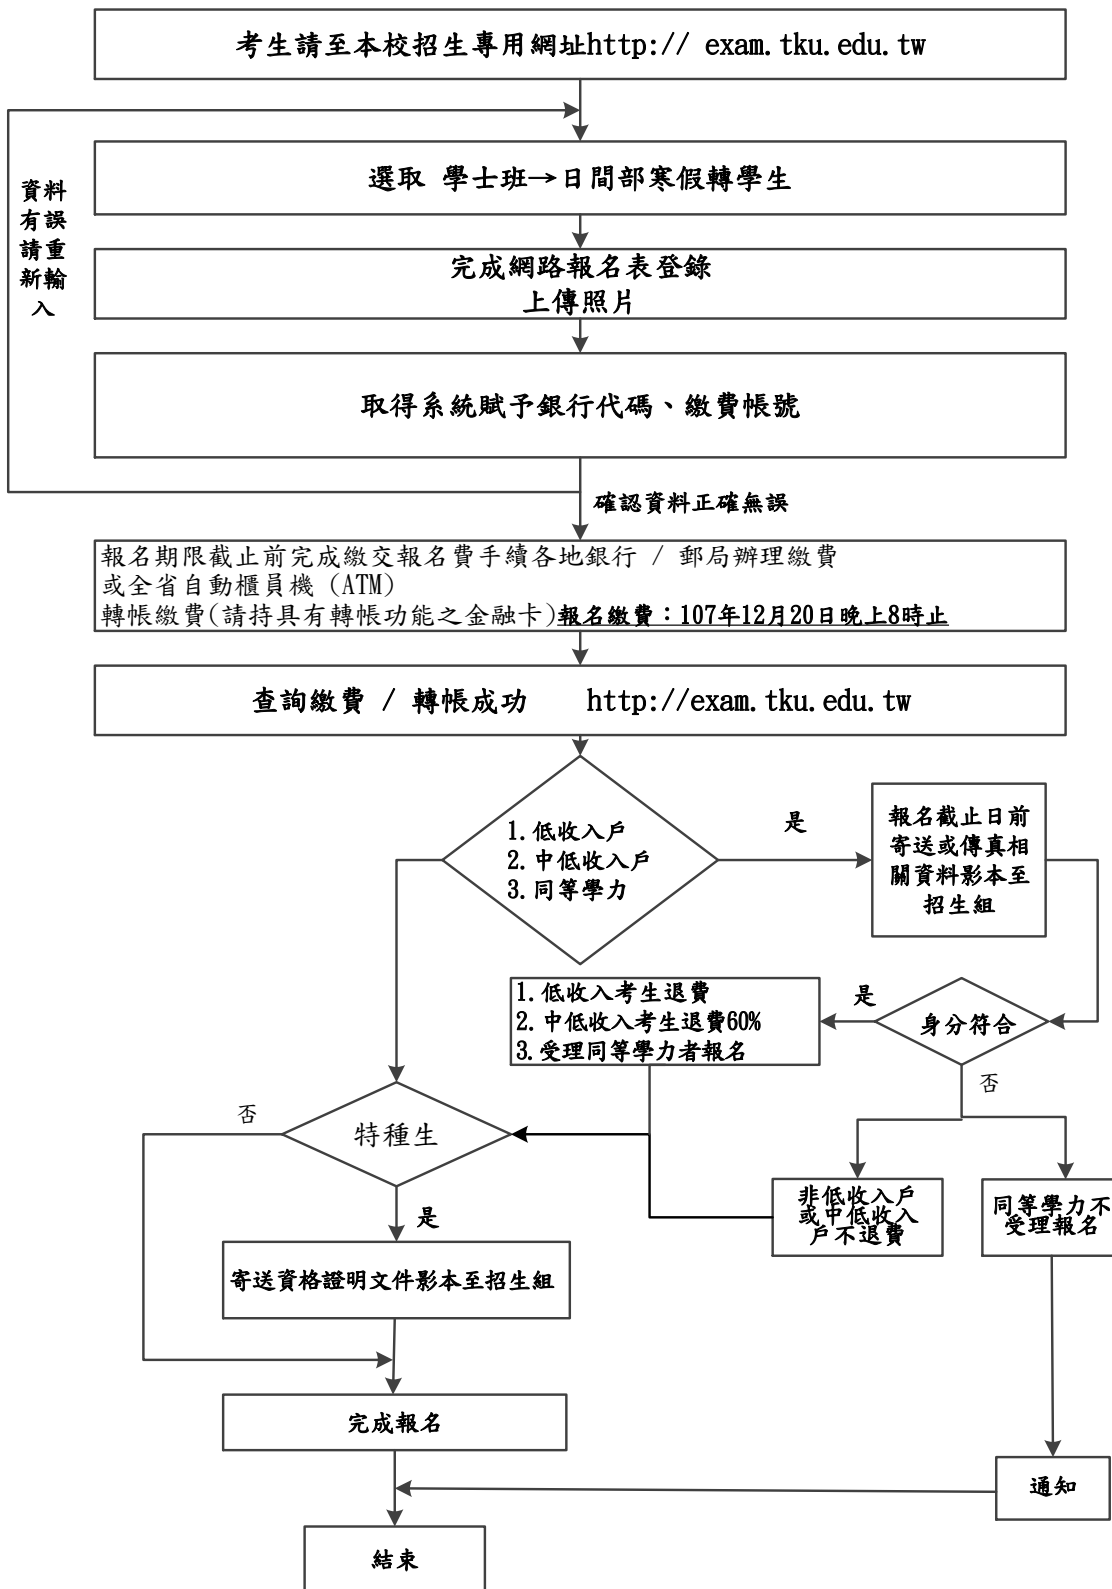 考生請至本校招生專用網址http:// exam.tku.edu.tw
選取 學士班→日間部寒假轉學生
資料
有誤
請重
新輸
入
完成網路報名表登錄
上傳照片
取得系統賦予銀行代碼、繳費帳號
確認資料正確無誤
報名期限截止前完成繳交報名費手續各地銀行 / 郵局辦理繳費
或全省自動櫃員機 (ATM)
轉帳繳費(請持具有轉帳功能之金融卡)報名繳費：107年12月20日晚上8時止
查詢繳費 / 轉帳成功 http://exam.tku.edu.tw
1.低收入戶
2.中低收入戶
3.同等學力
是
報名截止日前
寄送或傳真相
關資料影本至
招生組
1.低收入考生退費
2.中低收入考生退費60%
3.受理同等學力者報名
是
身分符合
否
否
特種生
是
非低收入戶
或中低收入
戶不退費
同等學力不
受理報名
寄送資格證明文件影本至招生組
完成報名
通知
結束